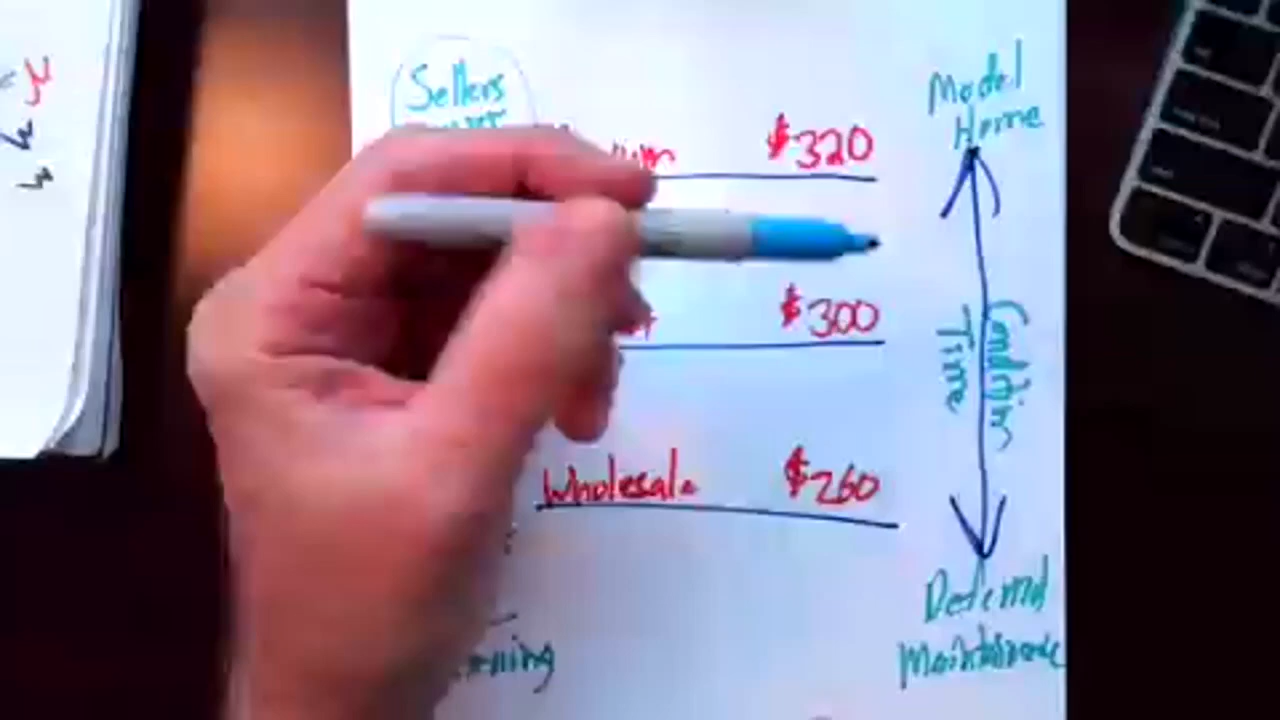 Sellers
$320
$300
Wholesale $260
Model
Home
Time
Condition
Deferred
Maintenance